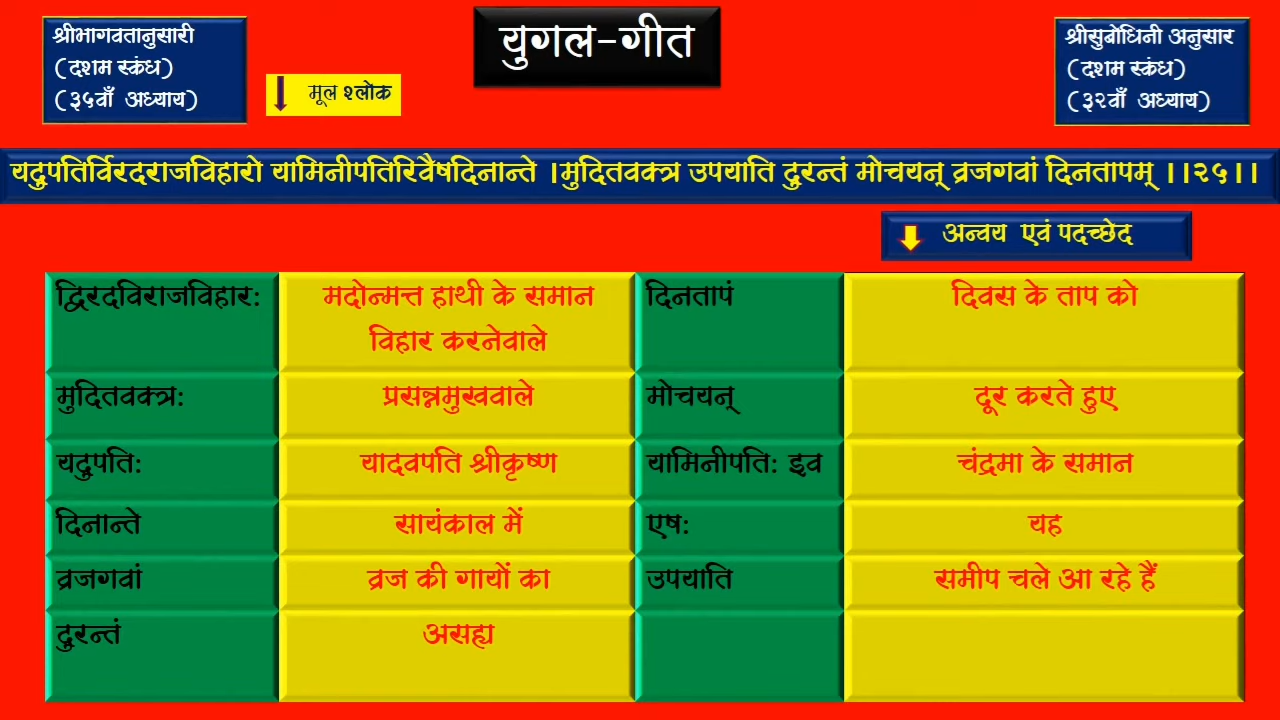 श्रीभागवतानुसारी
(दशम स्कंध)
(३५वाँ अध्याय)
मूल श्लोक
युगल-गीत
श्रीसुबोधिनी अनुसार
(दशम स्कंध)
(३२वाँ अध्याय)
यदुपतिर्विरदराजविहारो यामिनीपतिरिवैषदिनान्ते ।मुदितवक्त्र उपयाति दुरन्तं मोचयन् व्रजगवां दिनतापम् ।।२५।।
अन्वय एवं पदच्छेद
द्विरदविराजविहार: मदोन्मत्त हाथी के समान दिनतापं दिवस के ताप को
विहार करनेवाले
मुदितवक्त्र: प्रसन्नमुखवाले मोचयन् दूर करते हुए
यदुपति: यादवपति श्रीकृष्ण यामिनीपति: इव चंद्रमा के समान
दिनान्ते सायंकाल में एष: यह
व्रजगवां व्रज की गायों का उपयाति समीप चले आ रहे हैं
दुरन्तं असह्य